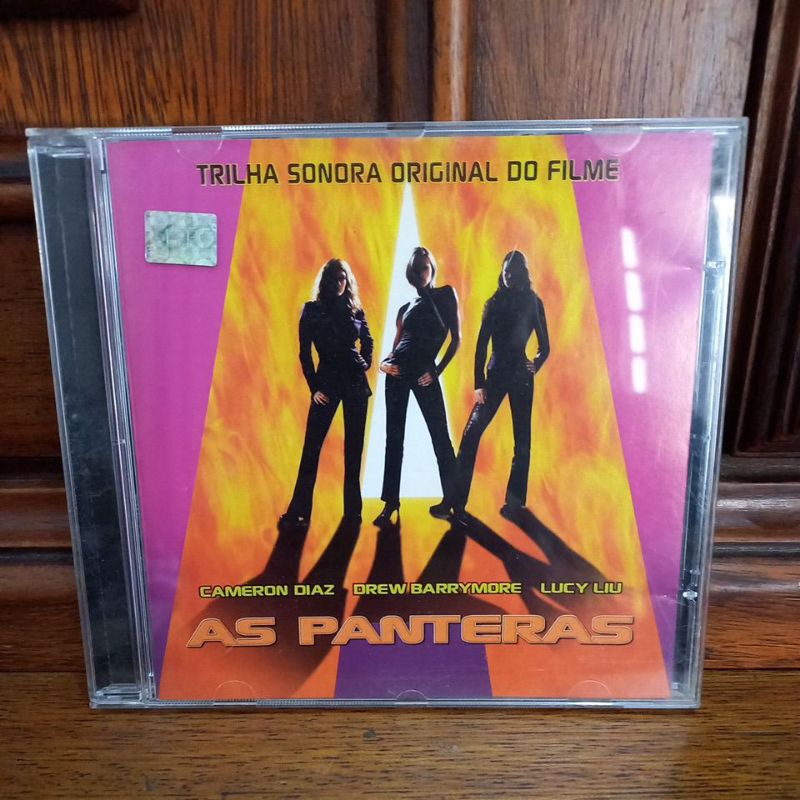 TRILHA SONORA ORIGINAL DO FILME
CAMERON DIAZ DREW BARRYMORE LUCY LIU
AS PANTERAS